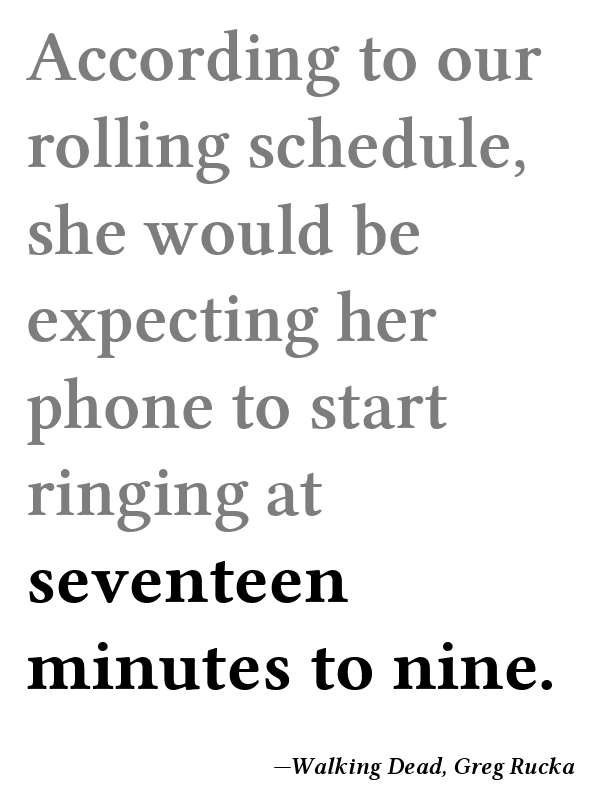 According to our
rolling schedule,
she would be
expecting her
phone to start
ringing at
seventeen
minutes to nine.
—Walking Dead, Greg Rucka